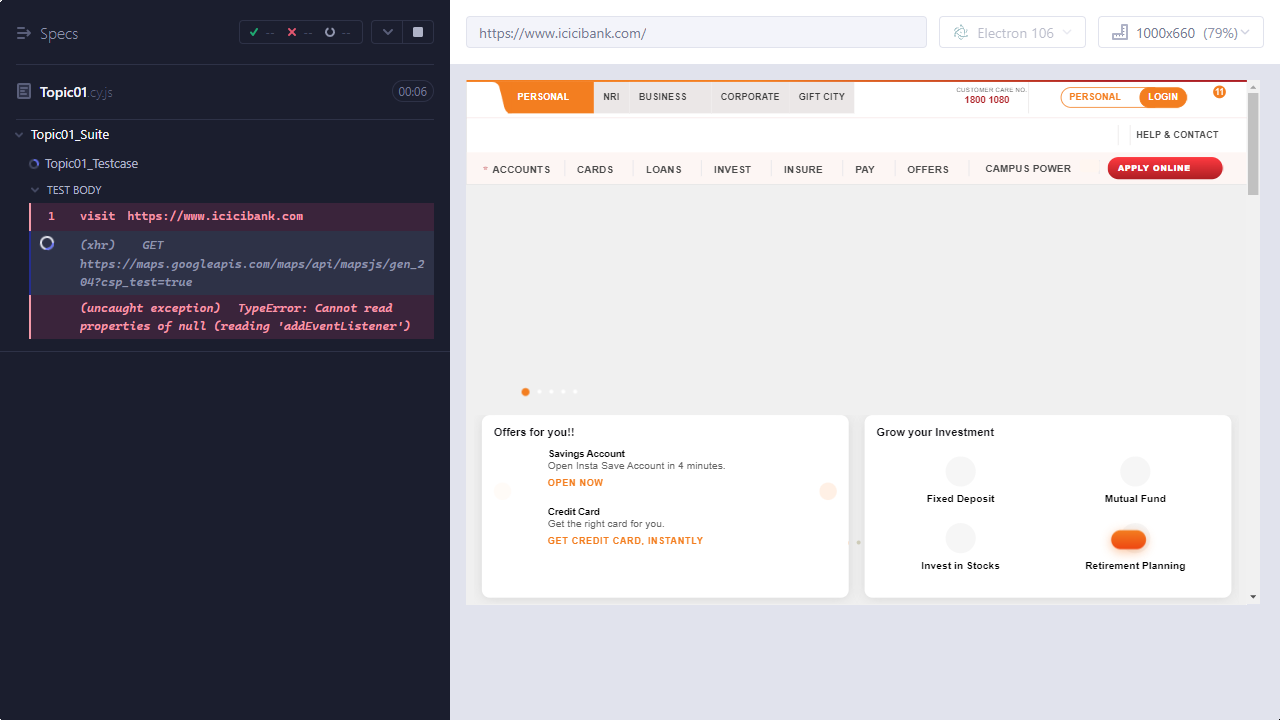 Specs
-- -- --
https://www.icicibank.com/
Electron 106
1000x660 (79%)
Topic01.cy.js
00:06
Topic01_Suite
Topic01_Testcase
TEST BODY
1 visit https://www.icicibank.com
(xhr) GET
https://maps.googleapis.com/maps/api/mapsjs/gen_2
04?csp_test=true
(uncaught exception) TypeError: Cannot read
properties of null (reading 'addEventListener')
PERSONAL NRI BUSINESS CORPORATE GIFT CITY
CUSTOMER CARE NO.
1800 1080
PERSONAL LOGIN
11
HELP & CONTACT
* ACCOUNTS CARDS LOANS INVEST INSURE PAY OFFERS CAMPUS POWER APPLY ONLINE
Offers for you!!
Savings Account
Open Insta Save Account in 4 minutes.
OPEN NOW
Credit Card
Get the right card for you.
GET CREDIT CARD, INSTANTLY
Grow your Investment
Fixed Deposit Mutual Fund
Invest in Stocks Retirement Planning